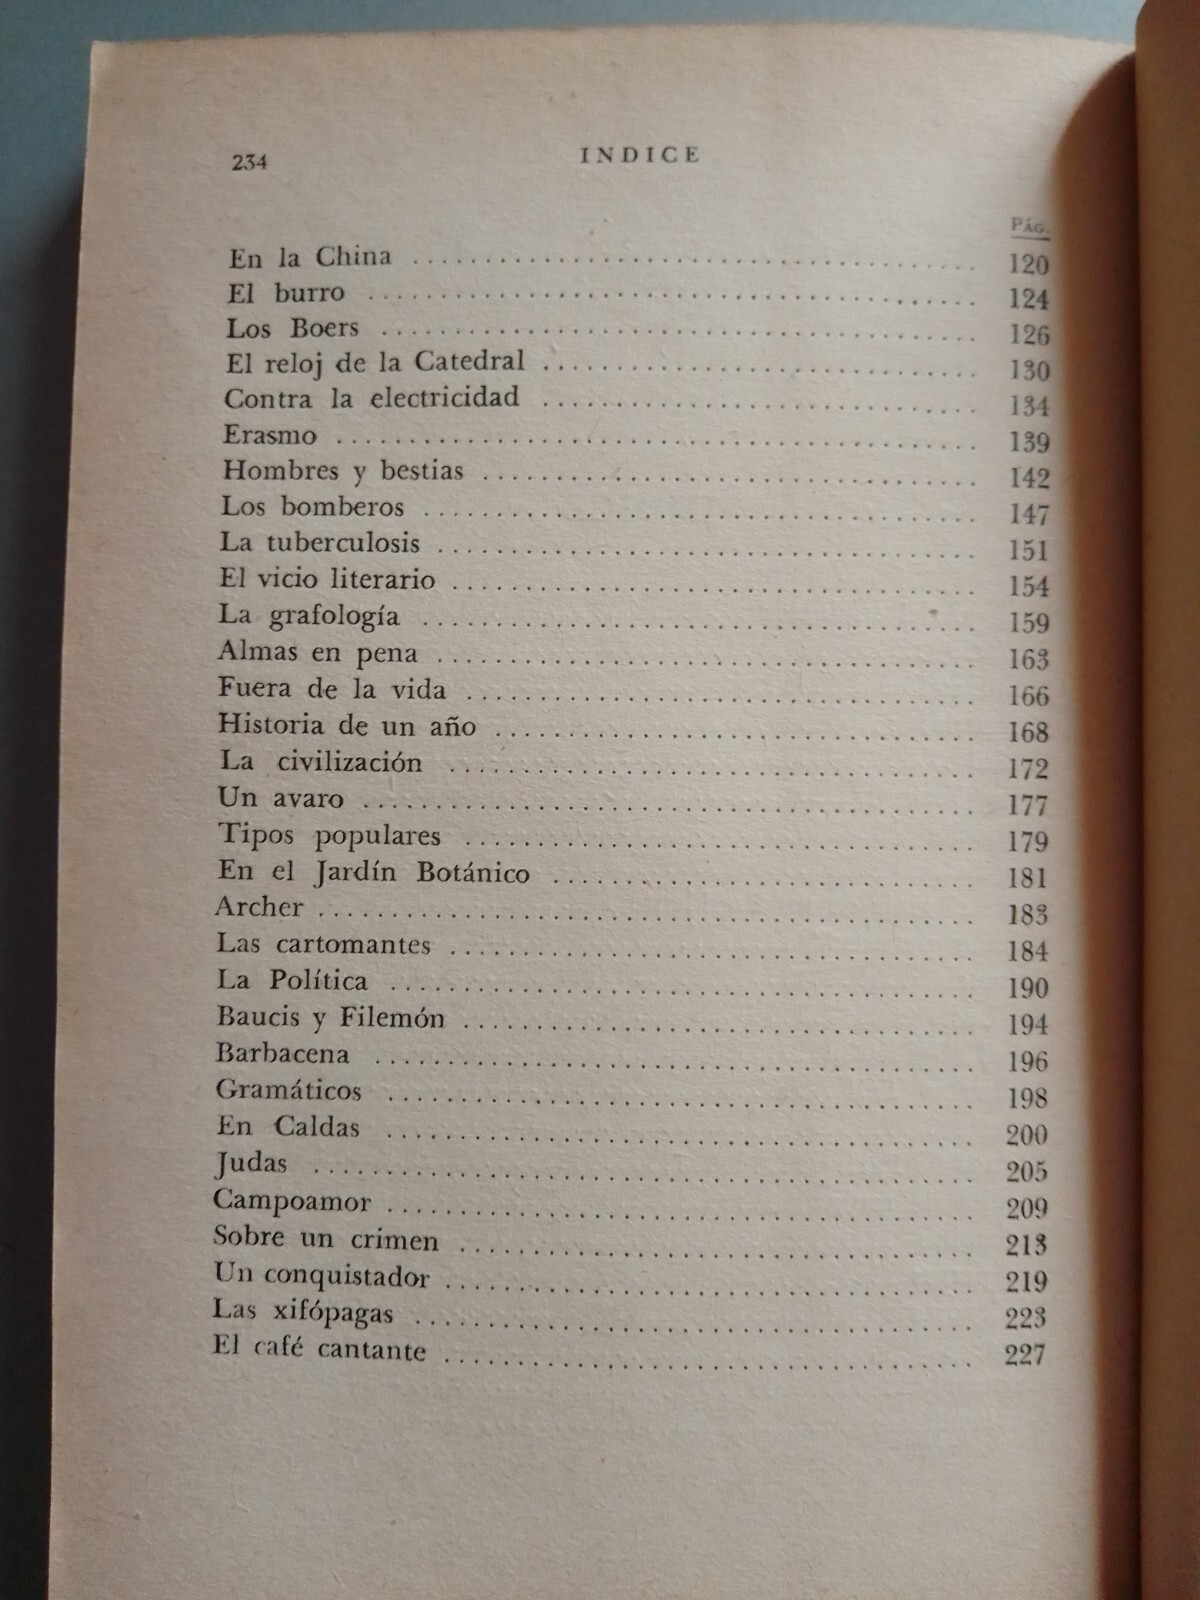 234 INDICE
Pág.
En la China 120
El burro 124
Los Boers 126
El reloj de la Catedral 130
Contra la electricidad 134
Erasmo 139
Hombres y bestias 142
Los bomberos 147
La tuberculosis 151
El vicio literario 154
La grafología 159
Almas en pena 163
Fuera de la vida 166
Historia de un año 168
La civilización 172
Un avaro 177
Tipos populares 179
En el Jardín Botánico 181
Archer 183
Las cartomantes 184
La Política 190
Baucis y Filemón 194
Barbacena 196
Gramáticos 198
En Caldas 200
Judas 205
Campoamor 209
Sobre un crimen 213
Un conquistador 219
Las xifópagas 223
El café cantante 227